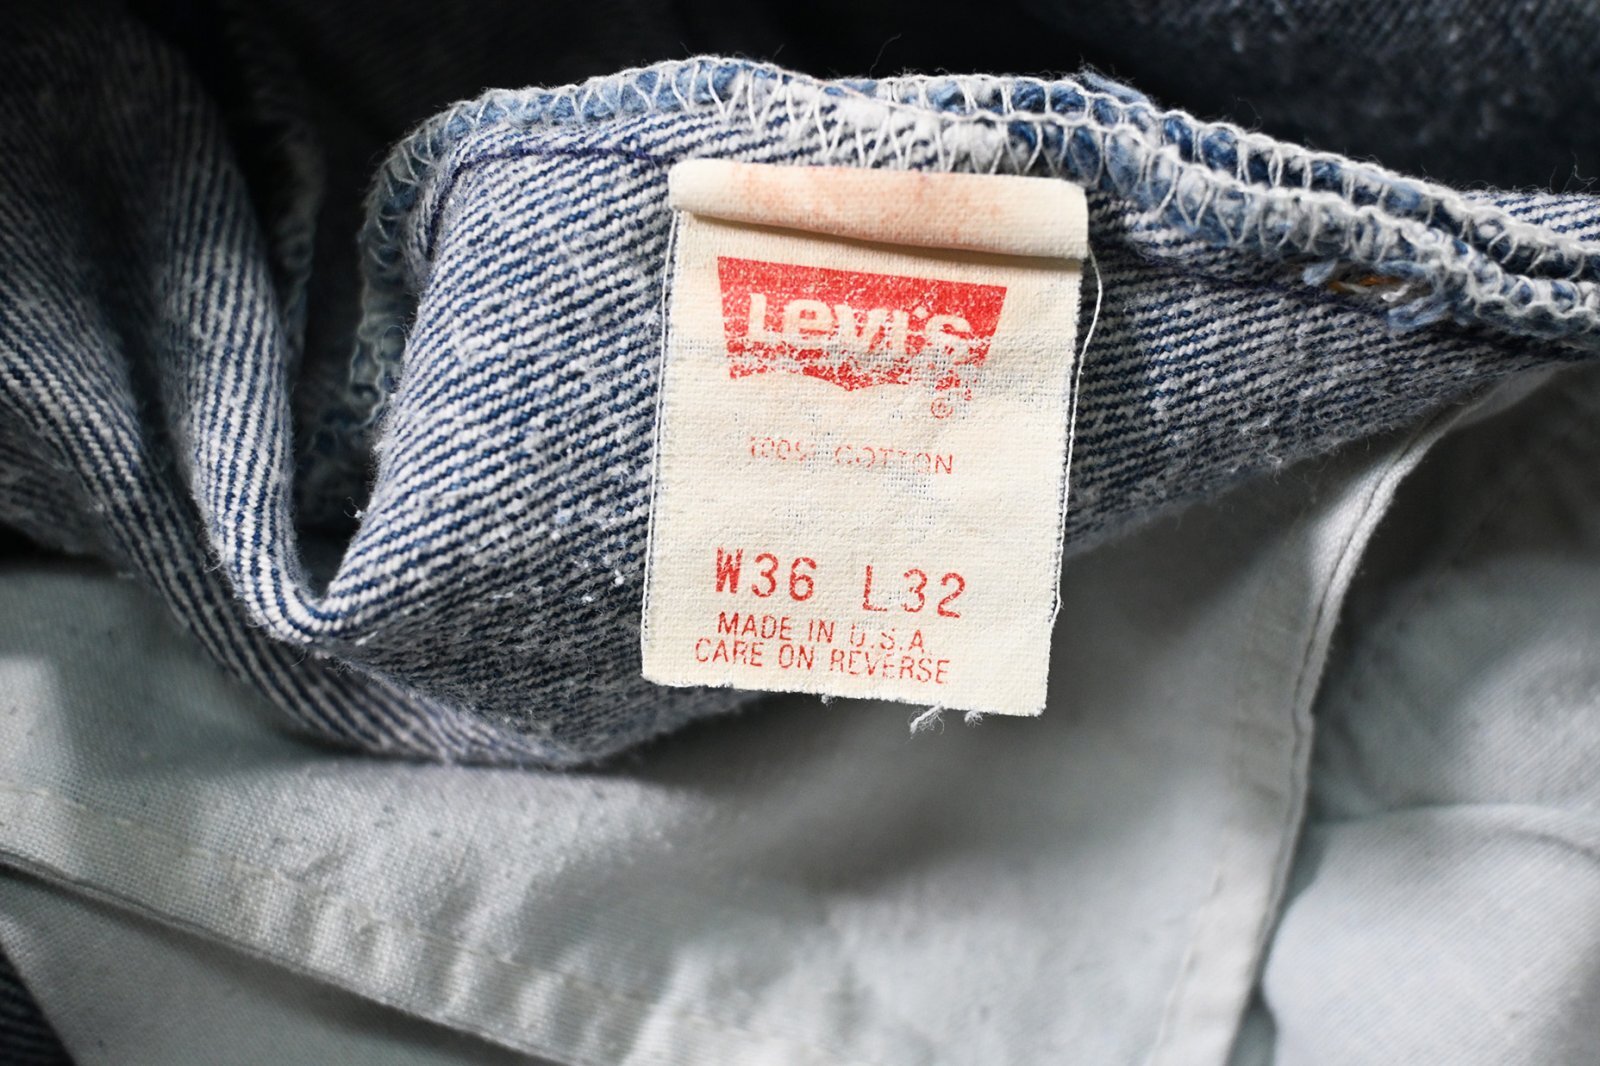 Levi's
®
100% COTTON
W36 L32
MADE IN U.S.A.
CARE ON REVERSE